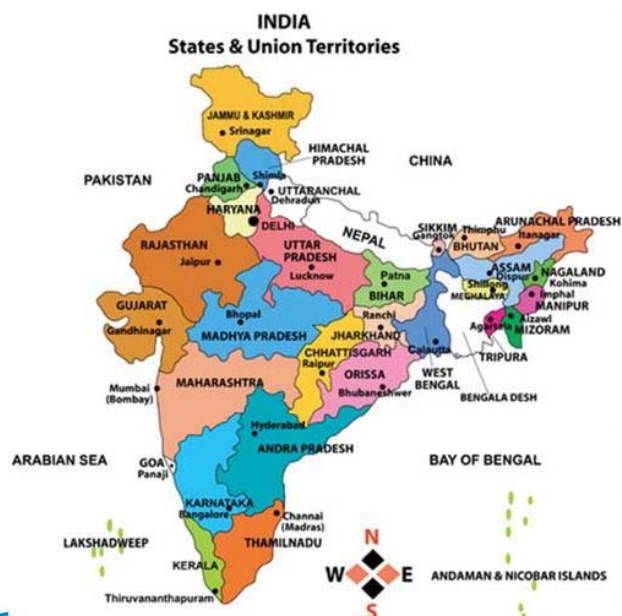 INDIA
States & Union Territories
JAMMU & KASHMIR
Srinagar
HIMACHAL
PRADESH
CHINA
PAKISTAN
PANJAB
Shimla
Chandigarh
UTTARANCHAL
Dehradun
HARYANA
DELHI
NEPAL
SIKKIM
Gangtok
Thimphu
BHUTAN
ARUNACHAL PRADESH
Itanagar
RAJASTHAN
Jaipur
UTTAR
PRADESH
Lucknow
Patna
BIHAR
ASSAM
Dispur
NAGALAND
Kohima
Shillong
MEGHALAYA
Imphal
MANIPUR
GUJARAT
Gandhinagar
Bhopal
MADHYA PRADESH
Ranchi
JHARKHAND
Agartala
Aizawl
MIZORAM
CHHATTISGARH
Raipur
Calcutta
TRIPURA
Mumbai
(Bombay)
MAHARASHTRA
ORISSA
Bhubaneshwer
WEST
BENGAL
BENGALA DESH
Hyderabad
ANDRA PRADESH
ARABIAN SEA
GOA
Panaji
BAY OF BENGAL
KARNATAKA
Bangalore
Channai
(Madras)
LAKSHADWEEP
THAMILNADU
KERALA
Thiruvananthapuram
N
W
E
S
ANDAMAN & NICOBAR ISLANDS